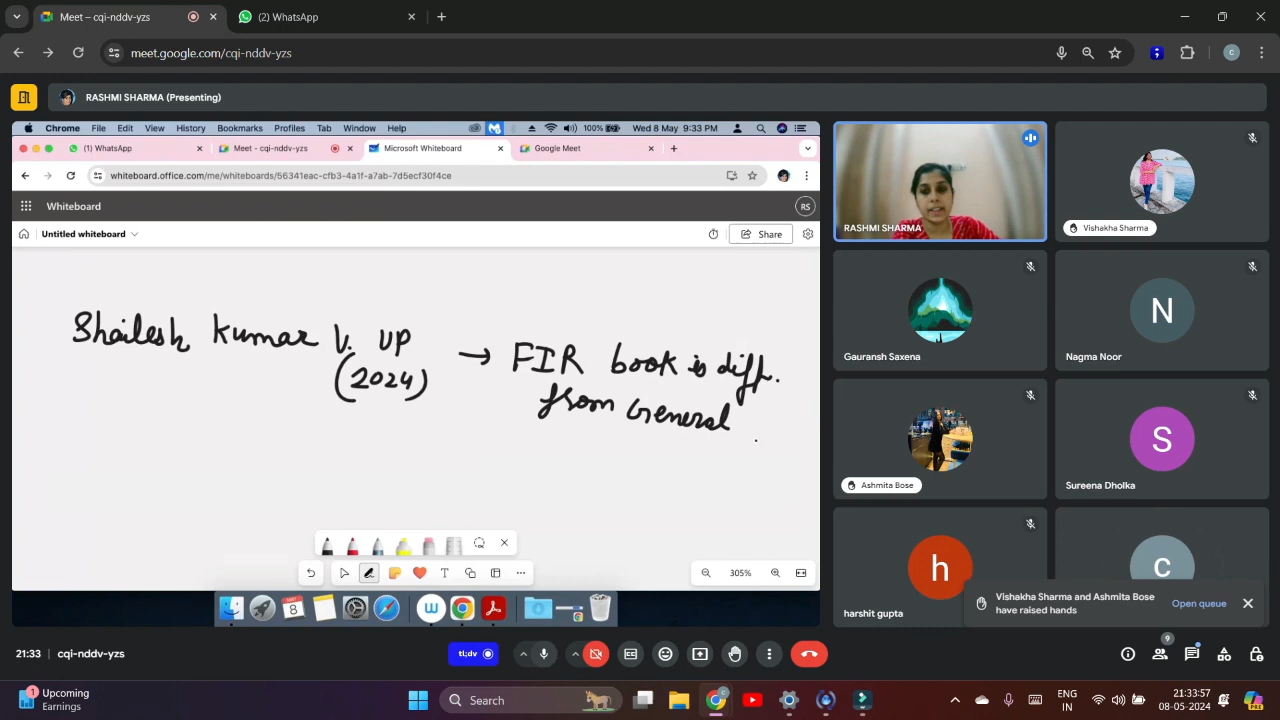 Meet – cqi-nddv-yzs
(2) WhatsApp
meet.google.com/cqi-nddv-yzs
c
RASHMI SHARMA (Presenting)
Chrome File Edit View History Bookmarks Profiles Tab Window Help
100% Wed 8 May 9:33 PM
(1) WhatsApp
Meet - cqi-nddv-yzs
Microsoft Whiteboard
Google Meet
whiteboard.office.com/me/whiteboards/56341eac-cfb3-4a1f-a7ab-7d5ecf30f4ce
Whiteboard
RS
Untitled whiteboard
Share
Shailesh Kumar V. UP
(2024)
→ FIR book is diff.
from General
305%
RASHMI SHARMA
Vishakha Sharma
Gauransh Saxena
N
Nagma Noor
Ashmita Bose
S
Sureena Dholka
h
harshit gupta
c
Vishakha Sharma and Ashmita Bose
have raised hands
Open queue
21:33 cqi-nddv-yzs
tl;dv
9
1
Upcoming
Earnings
Search
ENG
IN
21:33:57
08-05-2024